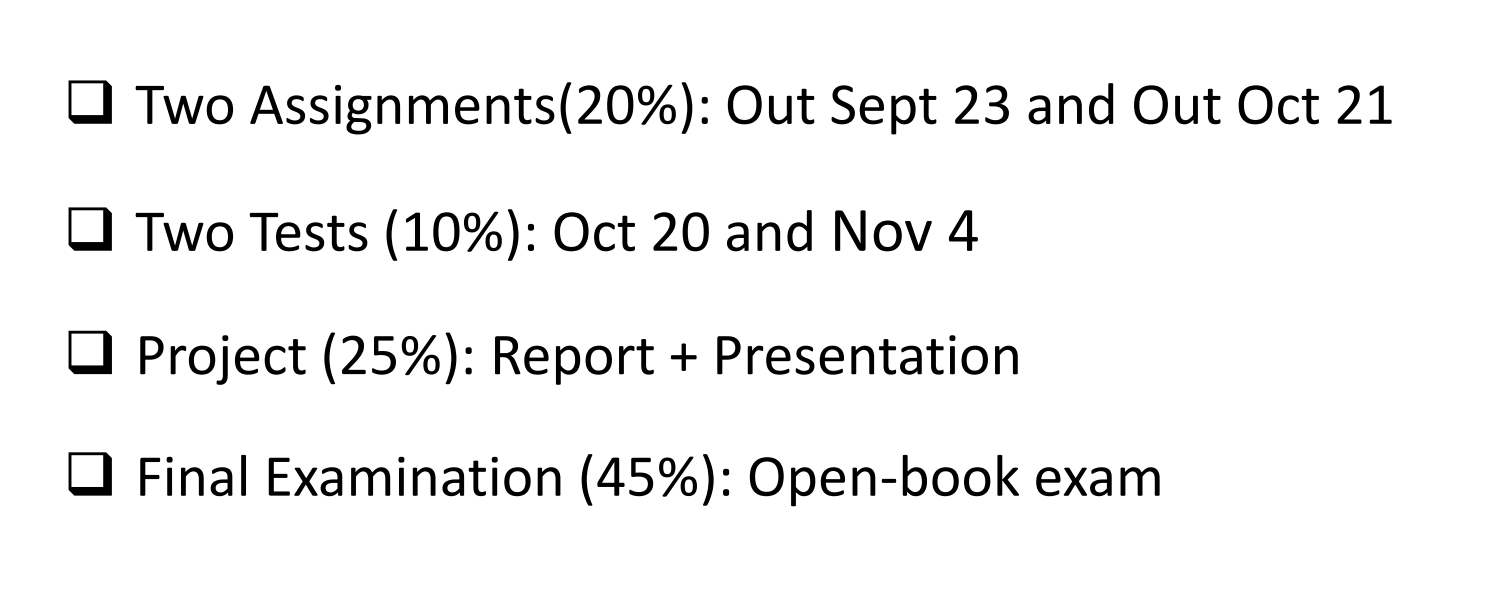 ❑ Two Assignments(20%): Out Sept 23 and Out Oct 21
❑ Two Tests (10%): Oct 20 and Nov 4
❑ Project (25%): Report + Presentation
❑ Final Examination (45%): Open-book exam